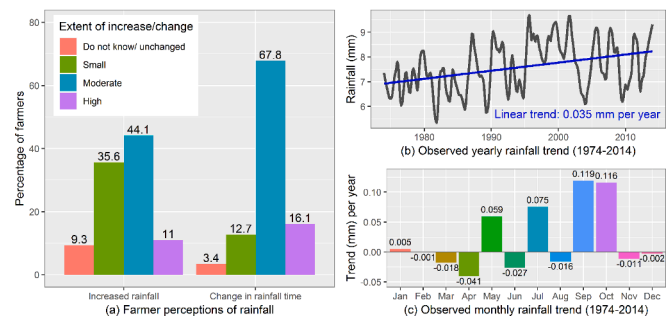 Extent of increase/change
Do not know/ unchanged
Small
Moderate
High
Percentage of farmers
80
60
40
20
0
9.3
35.6
44.1
11
3.4
12.7
67.8
16.1
Increased rainfall
Change in rainfall time
(a) Farmer perceptions of rainfall
Rainfall (mm)
9
8
7
6
Linear trend: 0.035 mm per year
1980
1990
2000
2010
(b) Observed yearly rainfall trend (1974-2014)
Trend (mm) per year
0.10
0.05
0.00
-0.05
0.005
-0.001
-0.018
-0.041
0.059
-0.027
0.075
-0.016
0.119
0.116
-0.011
-0.002
Jan Feb Mar Apr May Jun Jul Aug Sep Oct Nov Dec
(c) Observed monthly rainfall trend (1974-2014)